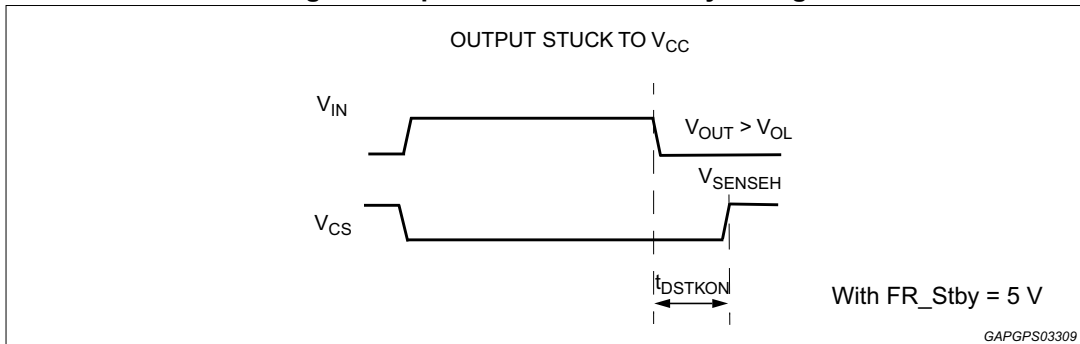 OUTPUT STUCK TO VCC
VIN
VOUT > VOL
VSENSEH
VCS
tDSTKON
With FR_Stby = 5 V
GAPGPS03309